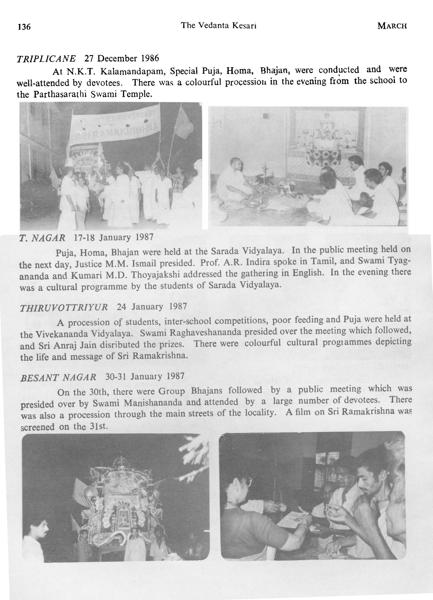 136 The Vedanta Kesari MARCH
TRIPLICANE 27 December 1986
At N.K.T. Kalamandapam, Special Puja, Homa, Bhajan, were conducted and were
well-attended by devotees. There was a colourful procession in the evening from the school to
the Parthasarathi Swami Temple.
T. NAGAR 17-18 January 1987
Puja, Homa, Bhajan were held at the Sarada Vidyalaya. In the public meeting held on
the next day, Justice M.M. Ismail presided. Prof. A.R. Indira spoke in Tamil, and Swami Tyag-
ananda and Kumari M.D. Thoyajakshi addressed the gathering in English. In the evening there
was a cultural programme by the students of Sarada Vidyalaya.
THIRUVOTTRIYUR 24 January 1987
A procession of students, inter-school competitions, poor feeding and Puja were held at
the Vivekananda Vidyalaya. Swami Raghaveshananda presided over the meeting which followed,
and Sri Anraj Jain disributed the prizes. There were colourful cultural programmes depicting
the life and message of Sri Ramakrishna.
BESANT NAGAR 30-31 January 1987
On the 30th, there were Group Bhajans followed by a public meeting which was
presided over by Swami Manishananda and attended by a large number of devotees. There
was also a procession through the main streets of the locality. A film on Sri Ramakrishna was
screened on the 31st.